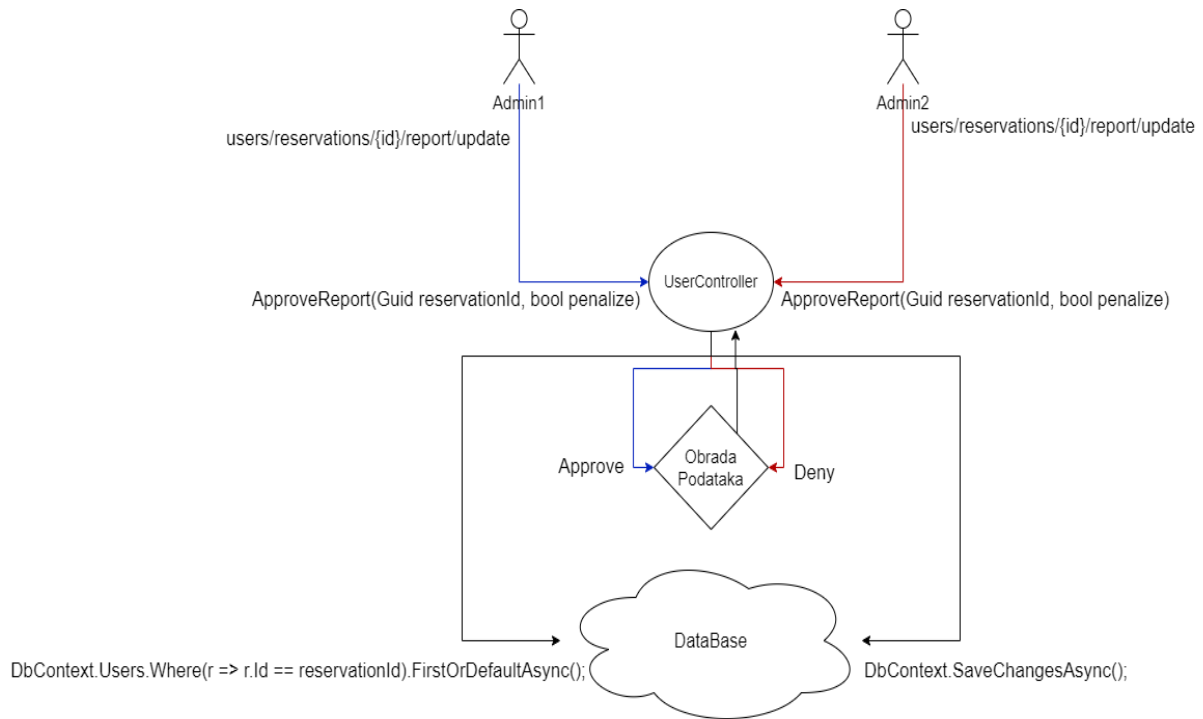 Admin1
Admin2
users/reservations/{id}/report/update
users/reservations/{id}/report/update
UserController
ApproveReport(Guid reservationId, bool penalize)
ApproveReport(Guid reservationId, bool penalize)
Obrada
Podataka
Approve
Deny
DataBase
DbContext.Users.Where(r => r.Id == reservationId).FirstOrDefaultAsync();
DbContext.SaveChangesAsync();